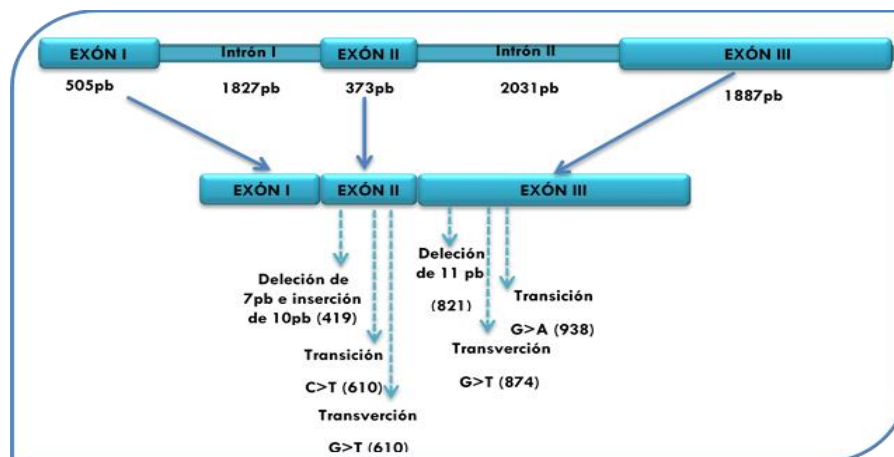 EXÓN I
Intrón I
EXÓN II
Intrón II
EXÓN III
505pb
1827pb
373pb
2031pb
1887pb
EXÓN I
EXÓN II
EXÓN III
Deleción de
7pb e inserción
de 10pb (419)
Transición
C>T (610)
Transverción
G>T (610)
Deleción
de 11 pb
(821)
Transverción
G>T (874)
Transición
G>A (938)